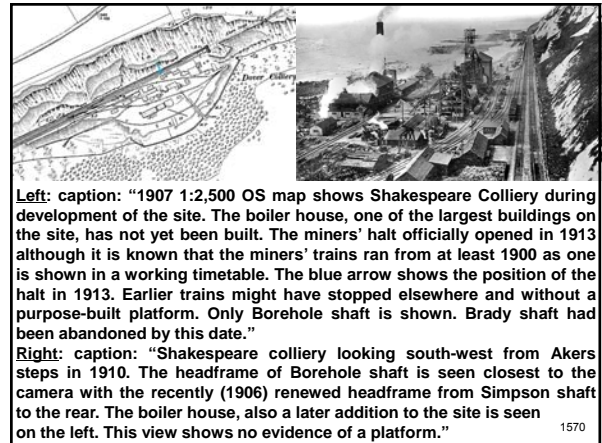 Dover Colliery
Left: caption: “1907 1:2,500 OS map shows Shakespeare Colliery during
development of the site. The boiler house, one of the largest buildings on
the site, has not yet been built. The miners’ halt officially opened in 1913
although it is known that the miners’ trains ran from at least 1900 as one
is shown in a working timetable. The blue arrow shows the position of the
halt in 1913. Earlier trains might have stopped elsewhere and without a
purpose-built platform. Only Borehole shaft is shown. Brady shaft had
been abandoned by this date.”
Right: caption: “Shakespeare colliery looking south-west from Akers
steps in 1910. The headframe of Borehole shaft is seen closest to the
camera with the recently (1906) renewed headframe from Simpson shaft
to the rear. The boiler house, also a later addition to the site is seen
on the left. This view shows no evidence of a platform.”
1570